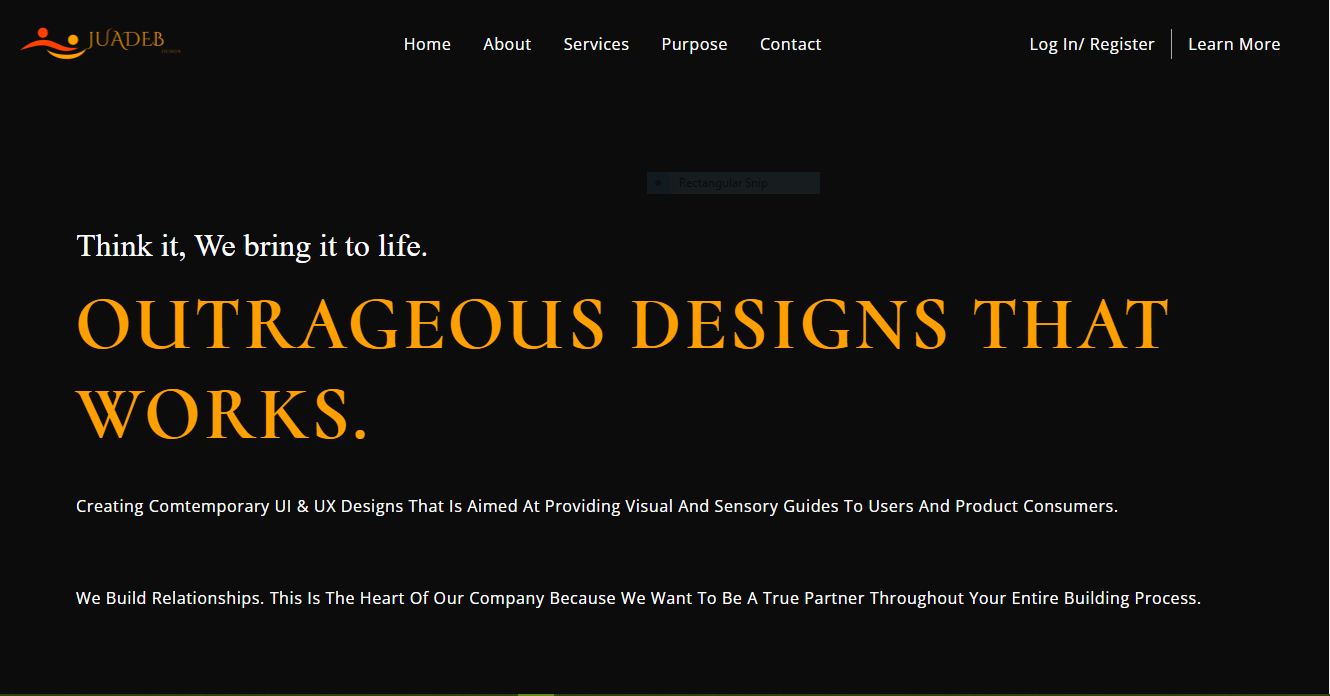 JUADEB
DESIGN
Home About Services Purpose Contact
Log In/ Register Learn More
Rectangular Snip
Think it, We bring it to life.
OUTRAGEOUS DESIGNS THAT
WORKS.
Creating Comtemporary UI & UX Designs That Is Aimed At Providing Visual And Sensory Guides To Users And Product Consumers.
We Build Relationships. This Is The Heart Of Our Company Because We Want To Be A True Partner Throughout Your Entire Building Process.